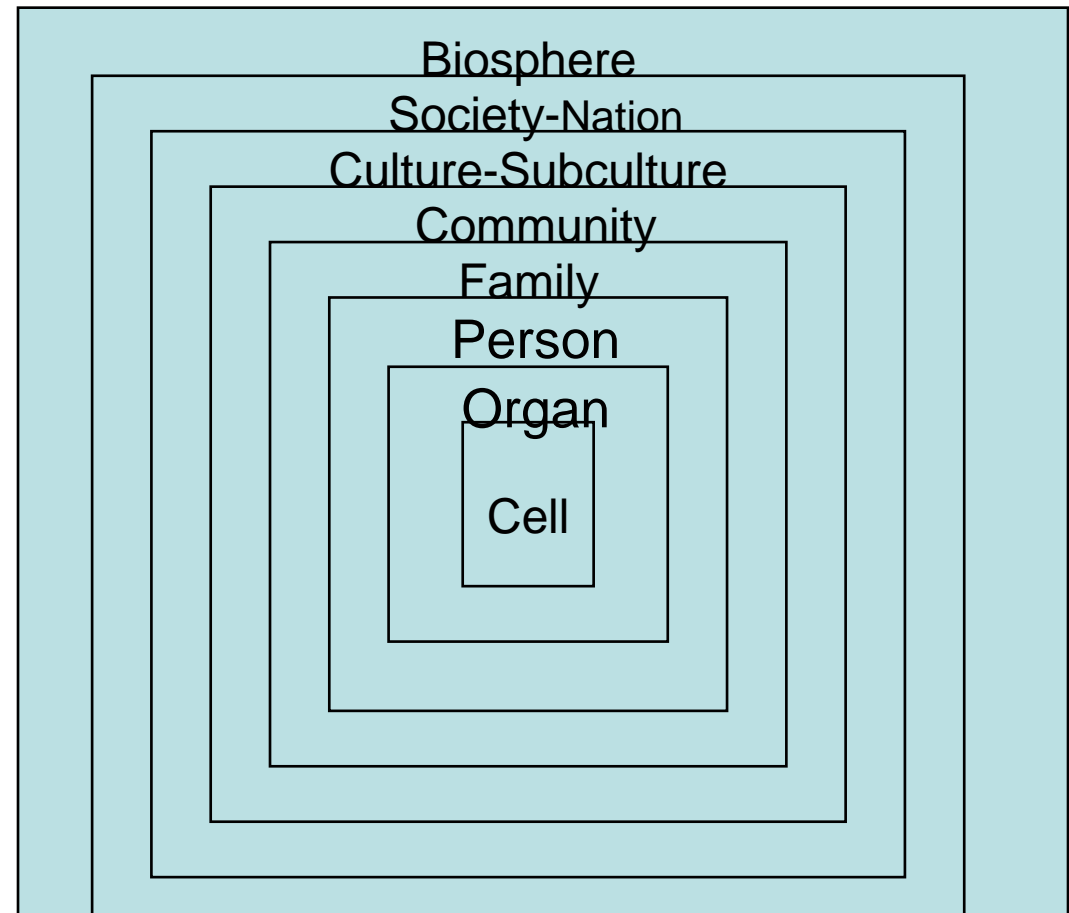 Biosphere
Society-Nation
Culture-Subculture
Community
Family
Person
Organ
Cell